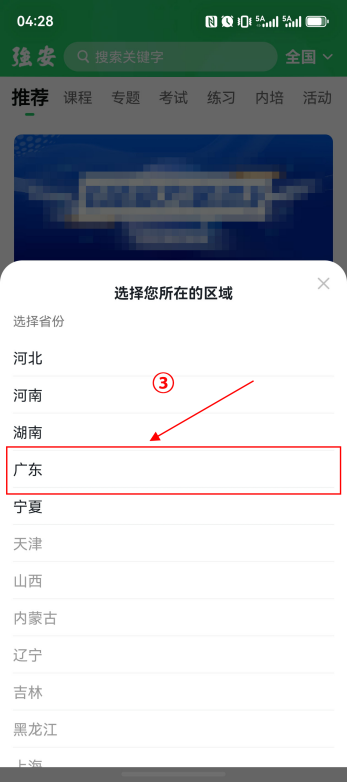 04:28
強安 搜索关键字 全国
推荐 课程 专题 考试 练习 内培 活动
选择您所在的区域
选择省份
河北
③
河南
湖南
广东
宁夏
天津
山西
内蒙古
辽宁
吉林
黑龙江
上海